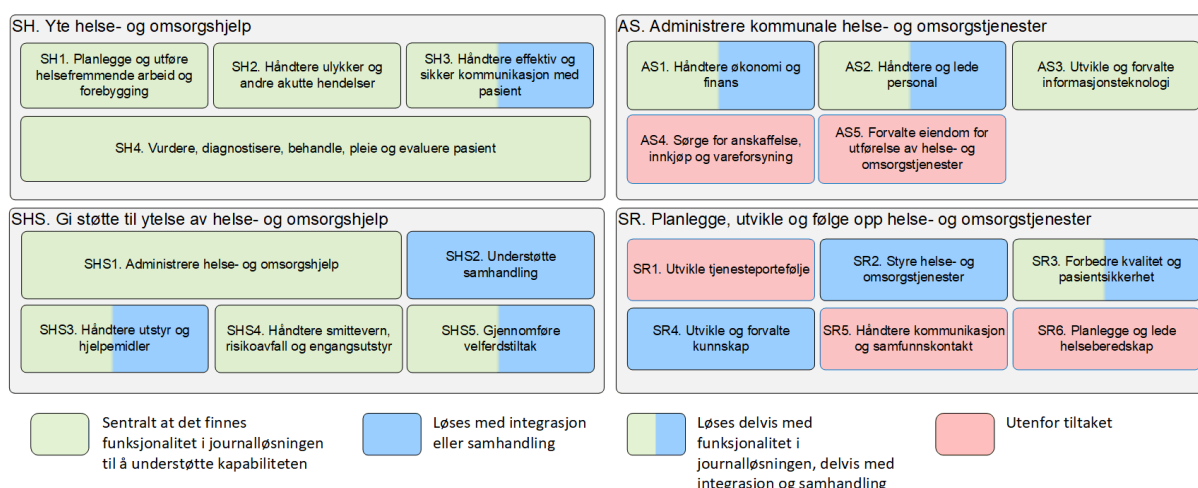 SH. Yte helse- og omsorgshjelp
SH1. Planlegge og utføre
helsefremmende arbeid og
forebygging
SH2. Håndtere ulykker og
andre akutte hendelser
SH3. Håndtere effektiv og
sikker kommunikasjon med
pasient
SH4. Vurdere, diagnostisere, behandle, pleie og evaluere pasient
AS. Administrere kommunale helse- og omsorgstjenester
AS1. Håndtere økonomi og
finans
AS2. Håndtere og lede
personal
AS3. Utvikle og forvalte
informasjonsteknologi
AS4. Sørge for anskaffelse,
innkjøp og vareforsyning
AS5. Forvalte eiendom for
utførelse av helse- og
omsorgstjenester
SHS. Gi støtte til ytelse av helse- og omsorgshjelp
SHS1. Administrere helse- og omsorgshjelp
SHS2. Understøtte
samhandling
SHS3. Håndtere utstyr og
hjelpemidler
SHS4. Håndtere smittevern,
risikoavfall og engangsutstyr
SHS5. Gjennomføre
velferdstiltak
SR. Planlegge, utvikle og følge opp helse- og omsorgstjenester
SR1. Utvikle tjenesteportefølje
SR2. Styre helse- og
omsorgstjenester
SR3. Forbedre kvalitet og
pasientsikkerhet
SR4. Utvikle og forvalte
kunnskap
SR5. Håndtere kommunikasjon
og samfunnskontakt
SR6. Planlegge og lede
helseberedskap
Sentralt at det finnes
funksjonalitet i journalløsningen
til å understøtte kapabiliteten
Løses med integrasjon
eller samhandling
Løses delvis med
funksjonalitet i
journalløsningen, delvis med
integrasjon og samhandling
Utenfor tiltaket